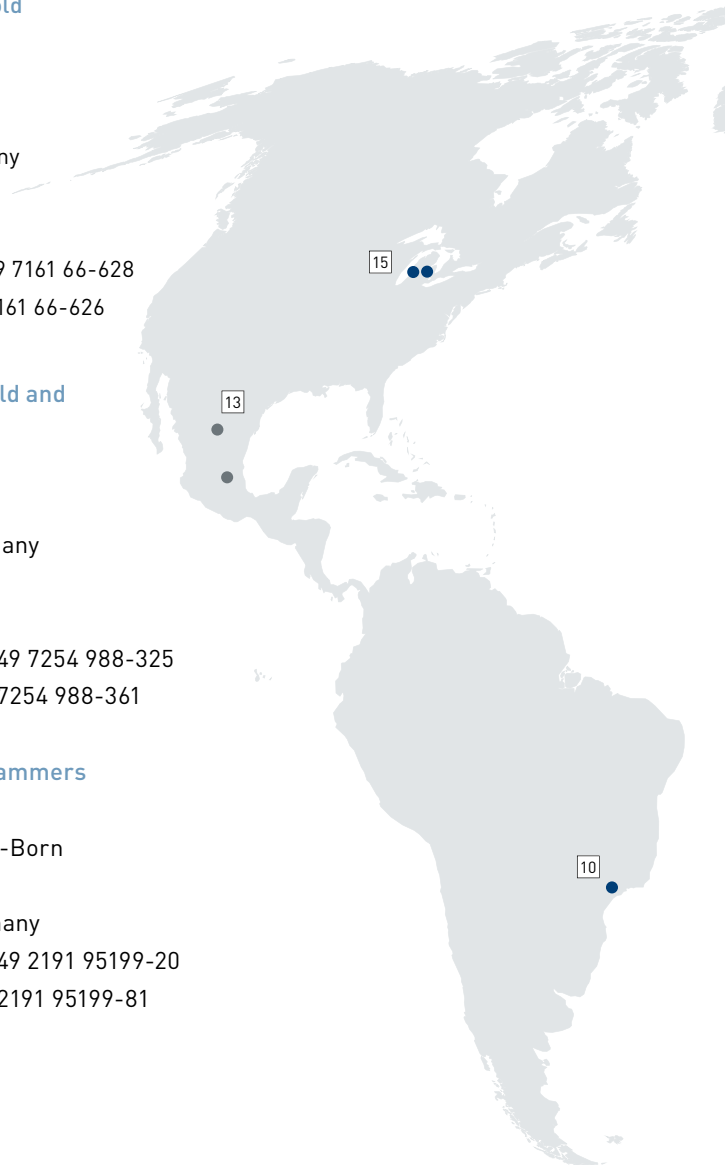 old
ny
9 7161 66-628
161 66-626
ld and
any
49 7254 988-325
7254 988-361
ammers
-Born
any
49 2191 95199-20
2191 95199-81
15
13
10